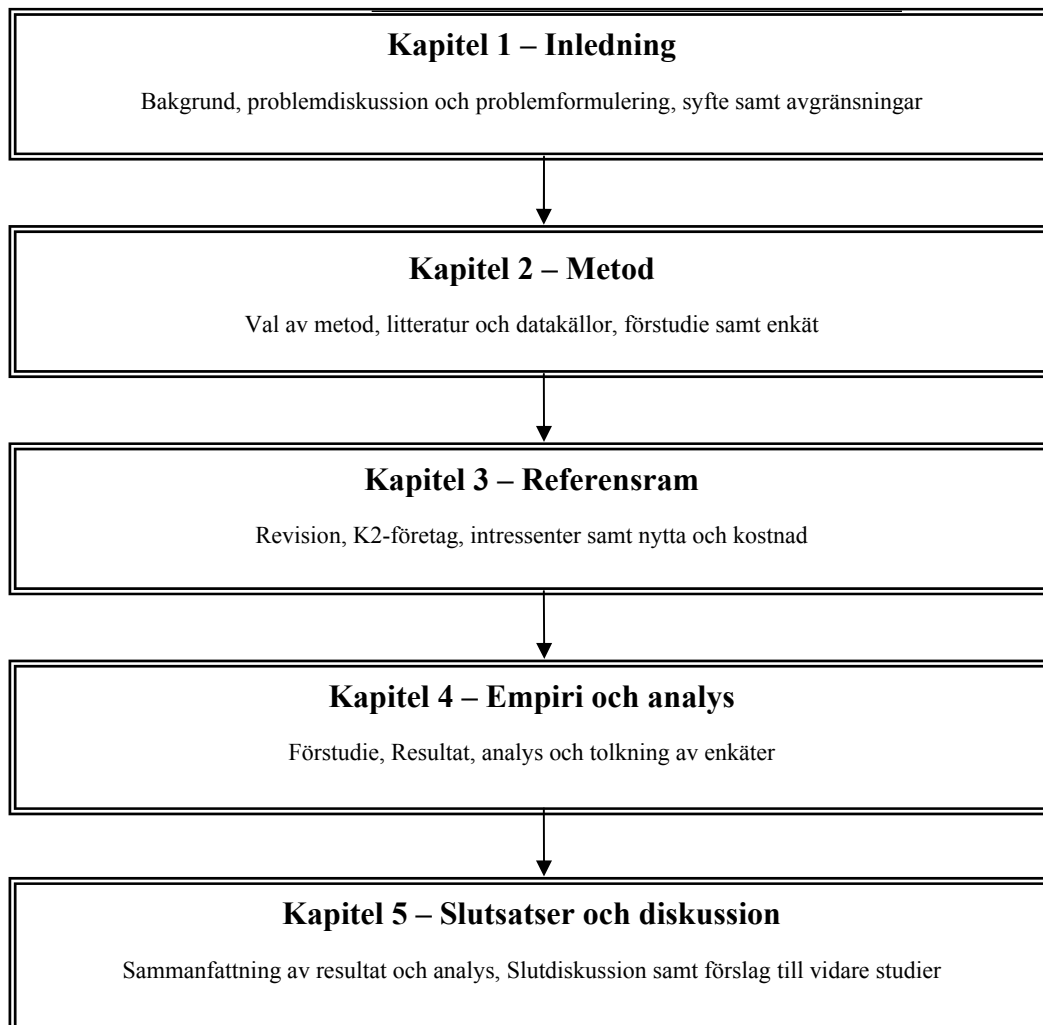 Kapitel 1 – Inledning
Bakgrund, problemdiskussion och problemformulering, syfte samt avgränsningar
Kapitel 2 – Metod
Val av metod, litteratur och datakällor, förstudie samt enkät
Kapitel 3 – Referensram
Revision, K2-företag, intressenter samt nytta och kostnad
Kapitel 4 – Empiri och analys
Förstudie, Resultat, analys och tolkning av enkäter
Kapitel 5 – Slutsatser och diskussion
Sammanfattning av resultat och analys, Slutdiskussion samt förslag till vidare studier